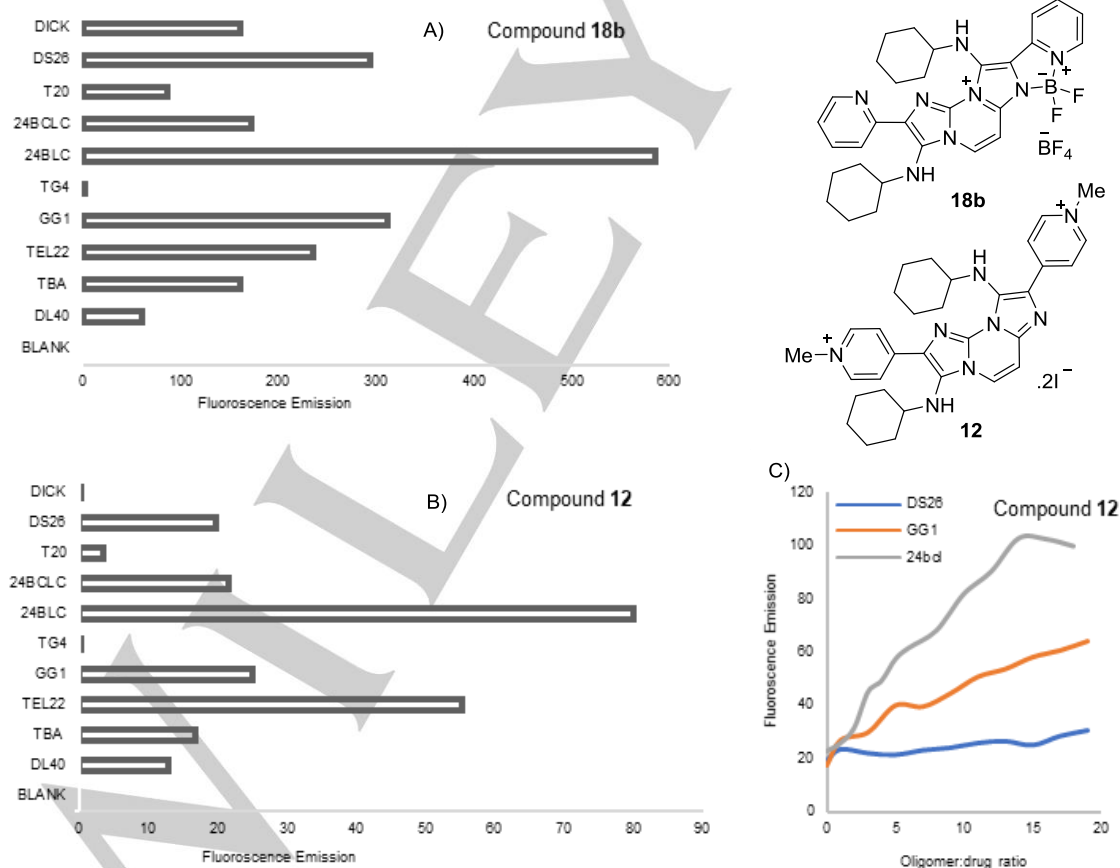 A) Compound 18b
DICK
DS26
T20
24BCLC
24BLC
TG4
GG1
TEL22
TBA
DL40
BLANK
0 100 200 300 400 500 600
Fluoroscence Emission
NH
N
N
+
N
N
N
N
+
−
B
F
F
NH
−
BF4
18b
Me
+
N
NH
N
N
N
N
Me
N
+
NH
.2I −
12
B) Compound 12
DICK
DS26
T20
24BCLC
24BLC
TG4
GG1
TEL22
TBA
DL40
BLANK
0 10 20 30 40 50 60 70 80 90
Fluoroscence Emission
C) Compound 12
DS26
GG1
24bcl
120
100
80
60
40
20
0
0 5 10 15 20
Fluoroscence Emission
Oligomer:drug ratio
WILEY